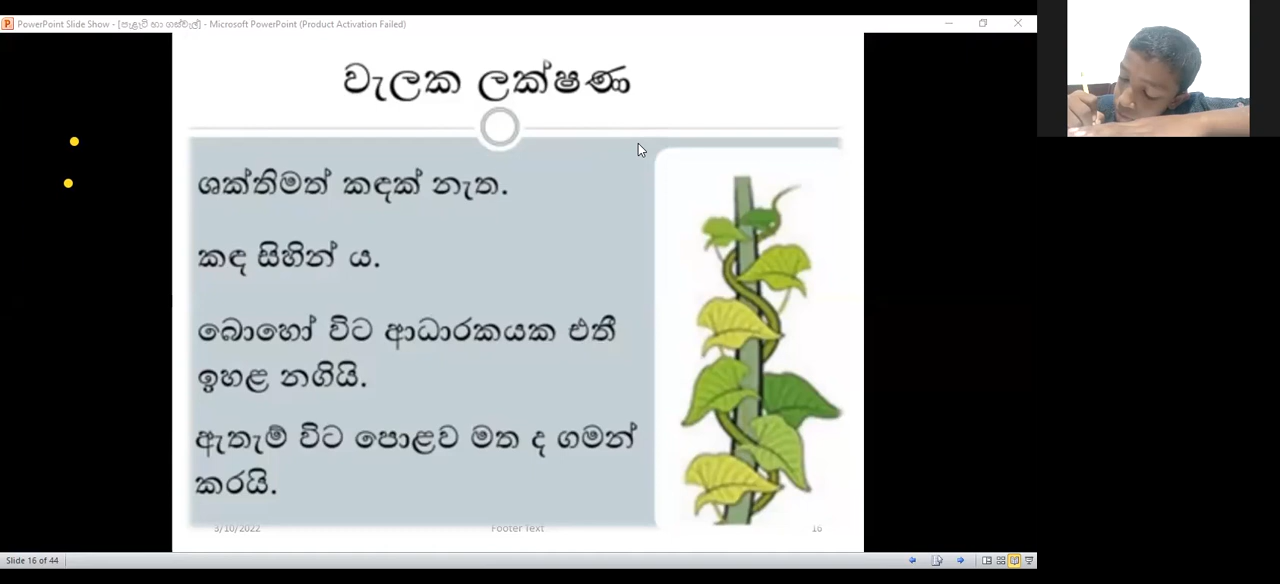 PowerPoint Slide Show - [පැළෑටි හා ගස්වැල්] - Microsoft PowerPoint (Product Activation Failed)
වැලක ලක්ෂණ
ශක්තිමත් කඳක් නැත.
කඳ සිහින් ය.
බොහෝ විට ආධාරකයක එතී
ඉහළ නගියි.
ඇතැම් විට පොළව මත ද ගමන්
කරයි.
3/10/2022 Footer Text 16
Slide 16 of 44